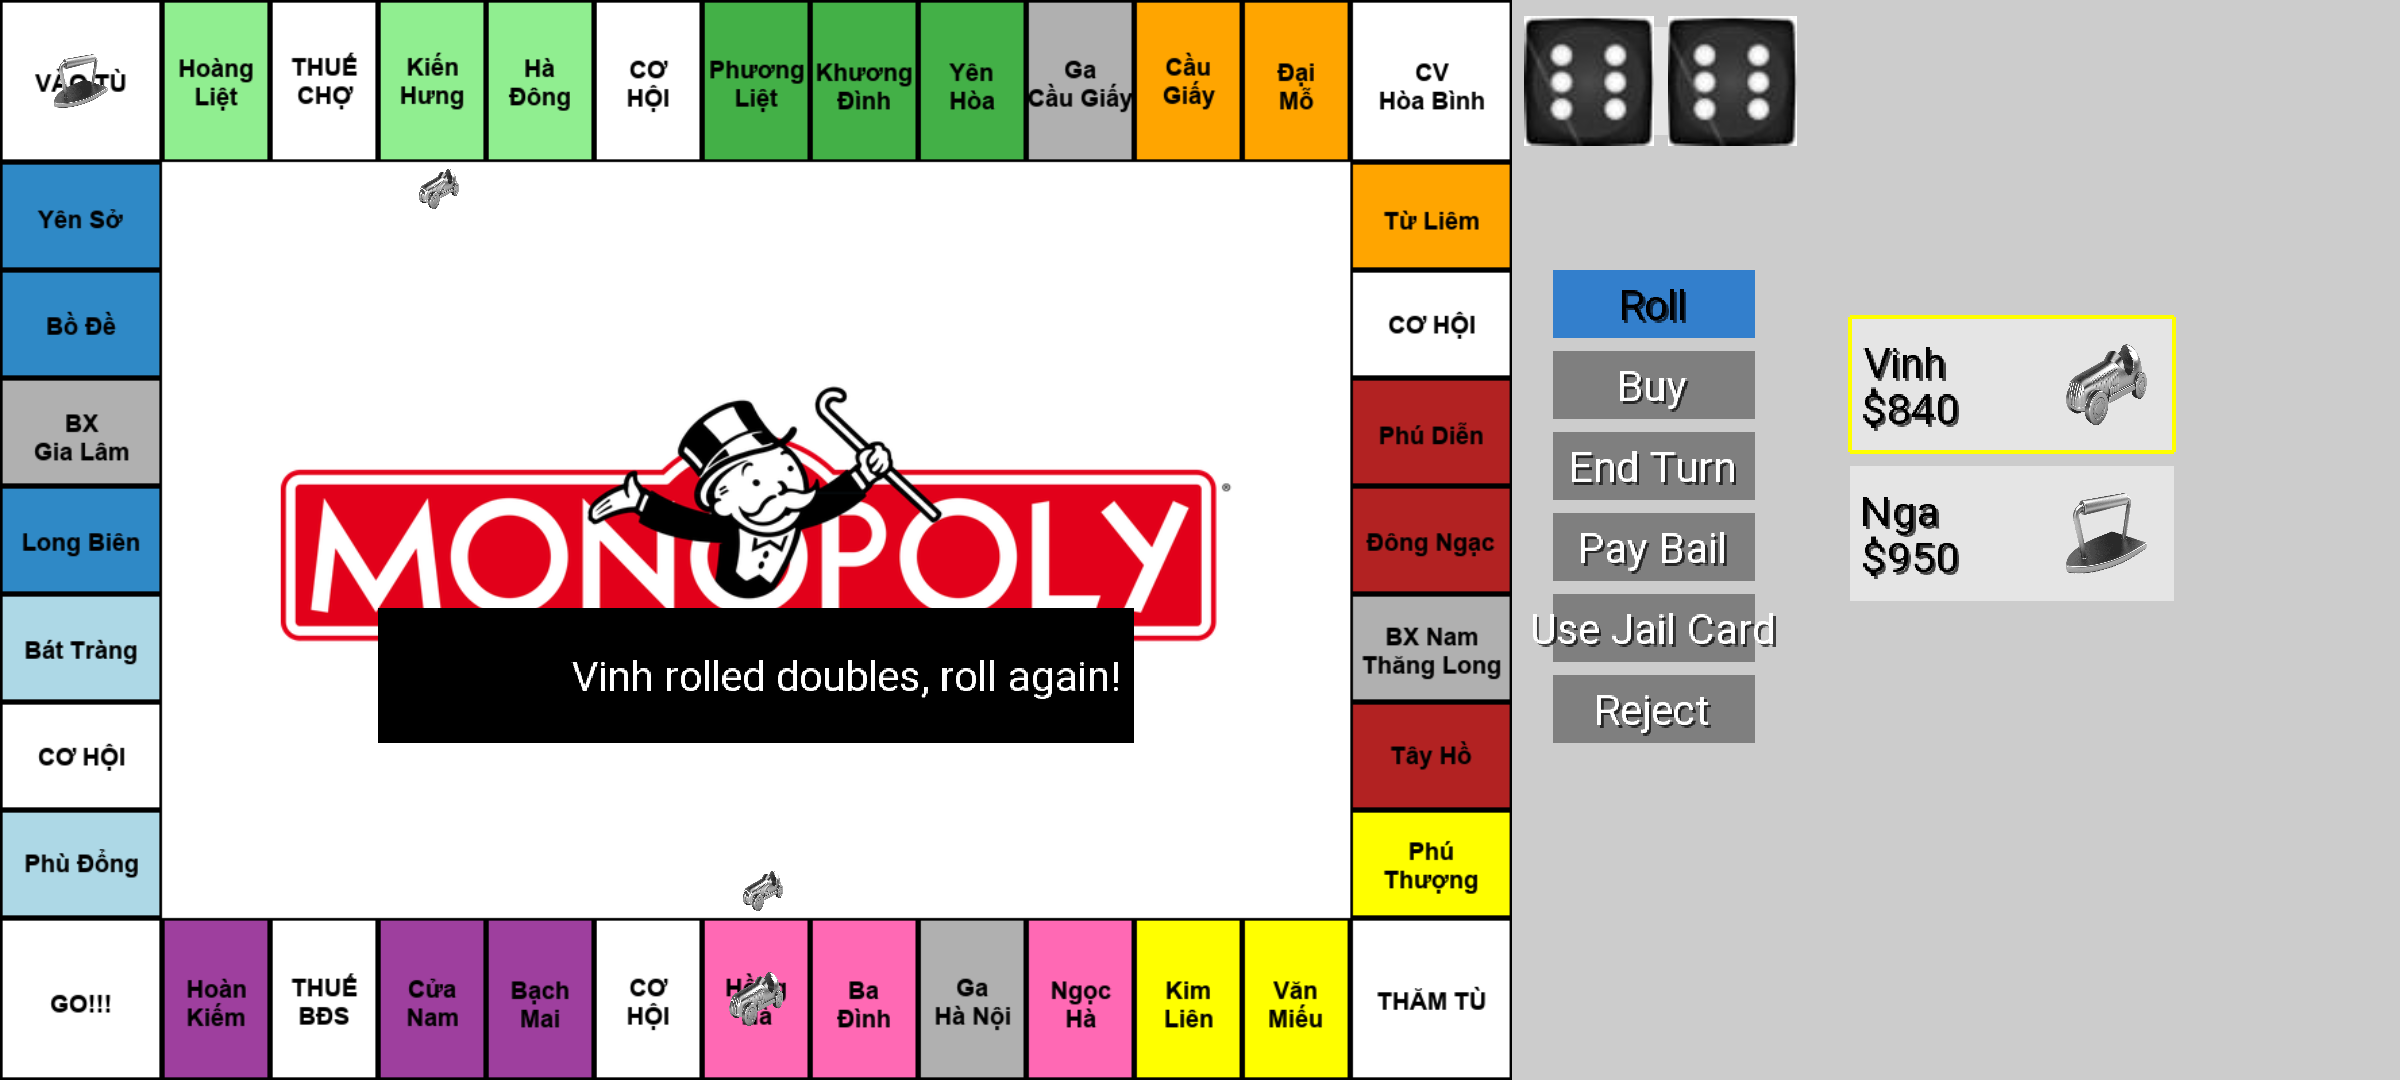 VÀO TÙ
Hoàng
Liệt
THUẾ
CHỢ
Kiến
Hưng
Hà
Đông
CƠ
HỘI
Phương
Liệt
Khương
Đình
Yên
Hòa
Ga
Cầu Giấy
Cầu
Giấy
Đại
Mỗ
CV
Hòa Bình
Yên Sở
Bồ Đề
BX
Gia Lâm
Long Biên
Bát Tràng
CƠ HỘI
Phù Đổng
Từ Liêm
CƠ HỘI
Phú Diễn
Đông Ngạc
BX Nam
Thăng Long
Tây Hồ
Phú
Thượng
MONOPOLY
®
Vinh rolled doubles, roll again!
GO!!!
Hoàn
Kiếm
THUẾ
BĐS
Cửa
Nam
Bạch
Mai
CƠ
HỘI
Ba
Đình
Ga
Hà Nội
Ngọc
Hà
Kim
Liên
Văn
Miếu
THĂM TÙ
Roll
Buy
End Turn
Pay Bail
Use Jail Card
Reject
Vinh
$840
Nga
$950